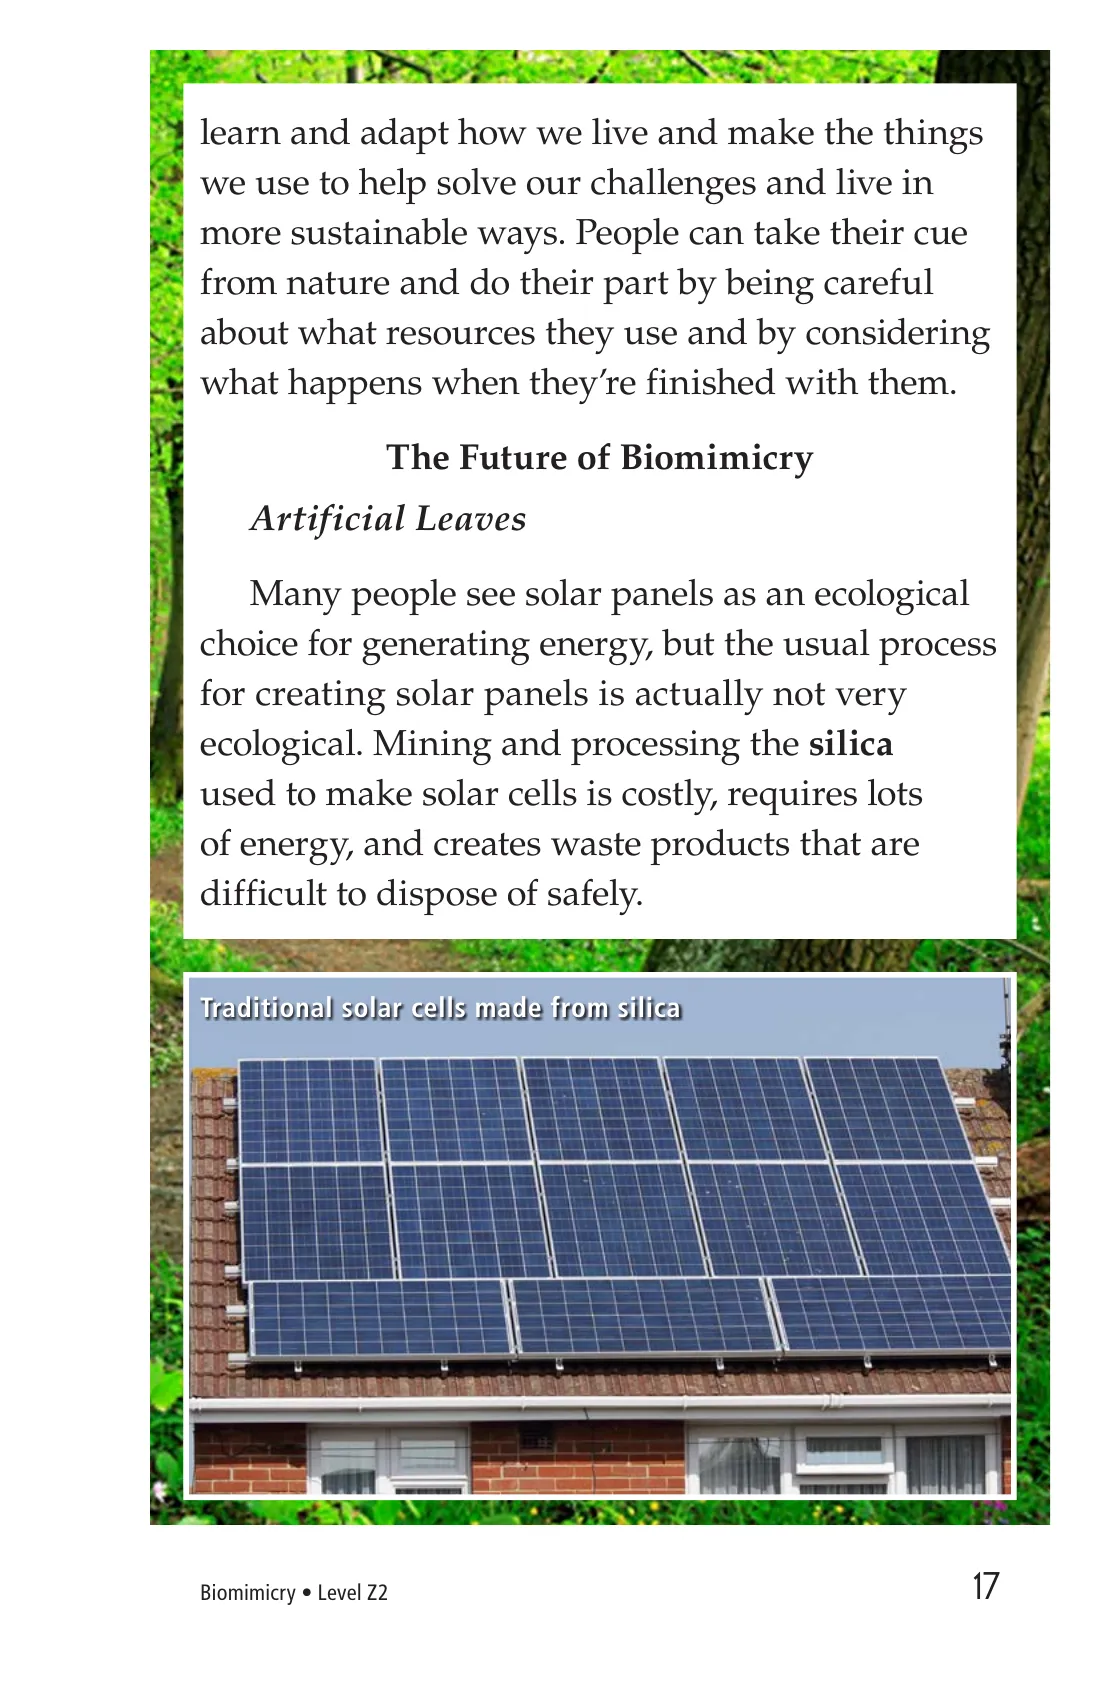 learn and adapt how we live and make the things
we use to help solve our challenges and live in
more sustainable ways. People can take their cue
from nature and do their part by being careful
about what resources they use and by considering
what happens when they’re finished with them.
The Future of Biomimicry
Artificial Leaves
Many people see solar panels as an ecological
choice for generating energy, but the usual process
for creating solar panels is actually not very
ecological. Mining and processing the silica
used to make solar cells is costly, requires lots
of energy, and creates waste products that are
difficult to dispose of safely.
Traditional solar cells made from silica
Biomimicry • Level Z2
17